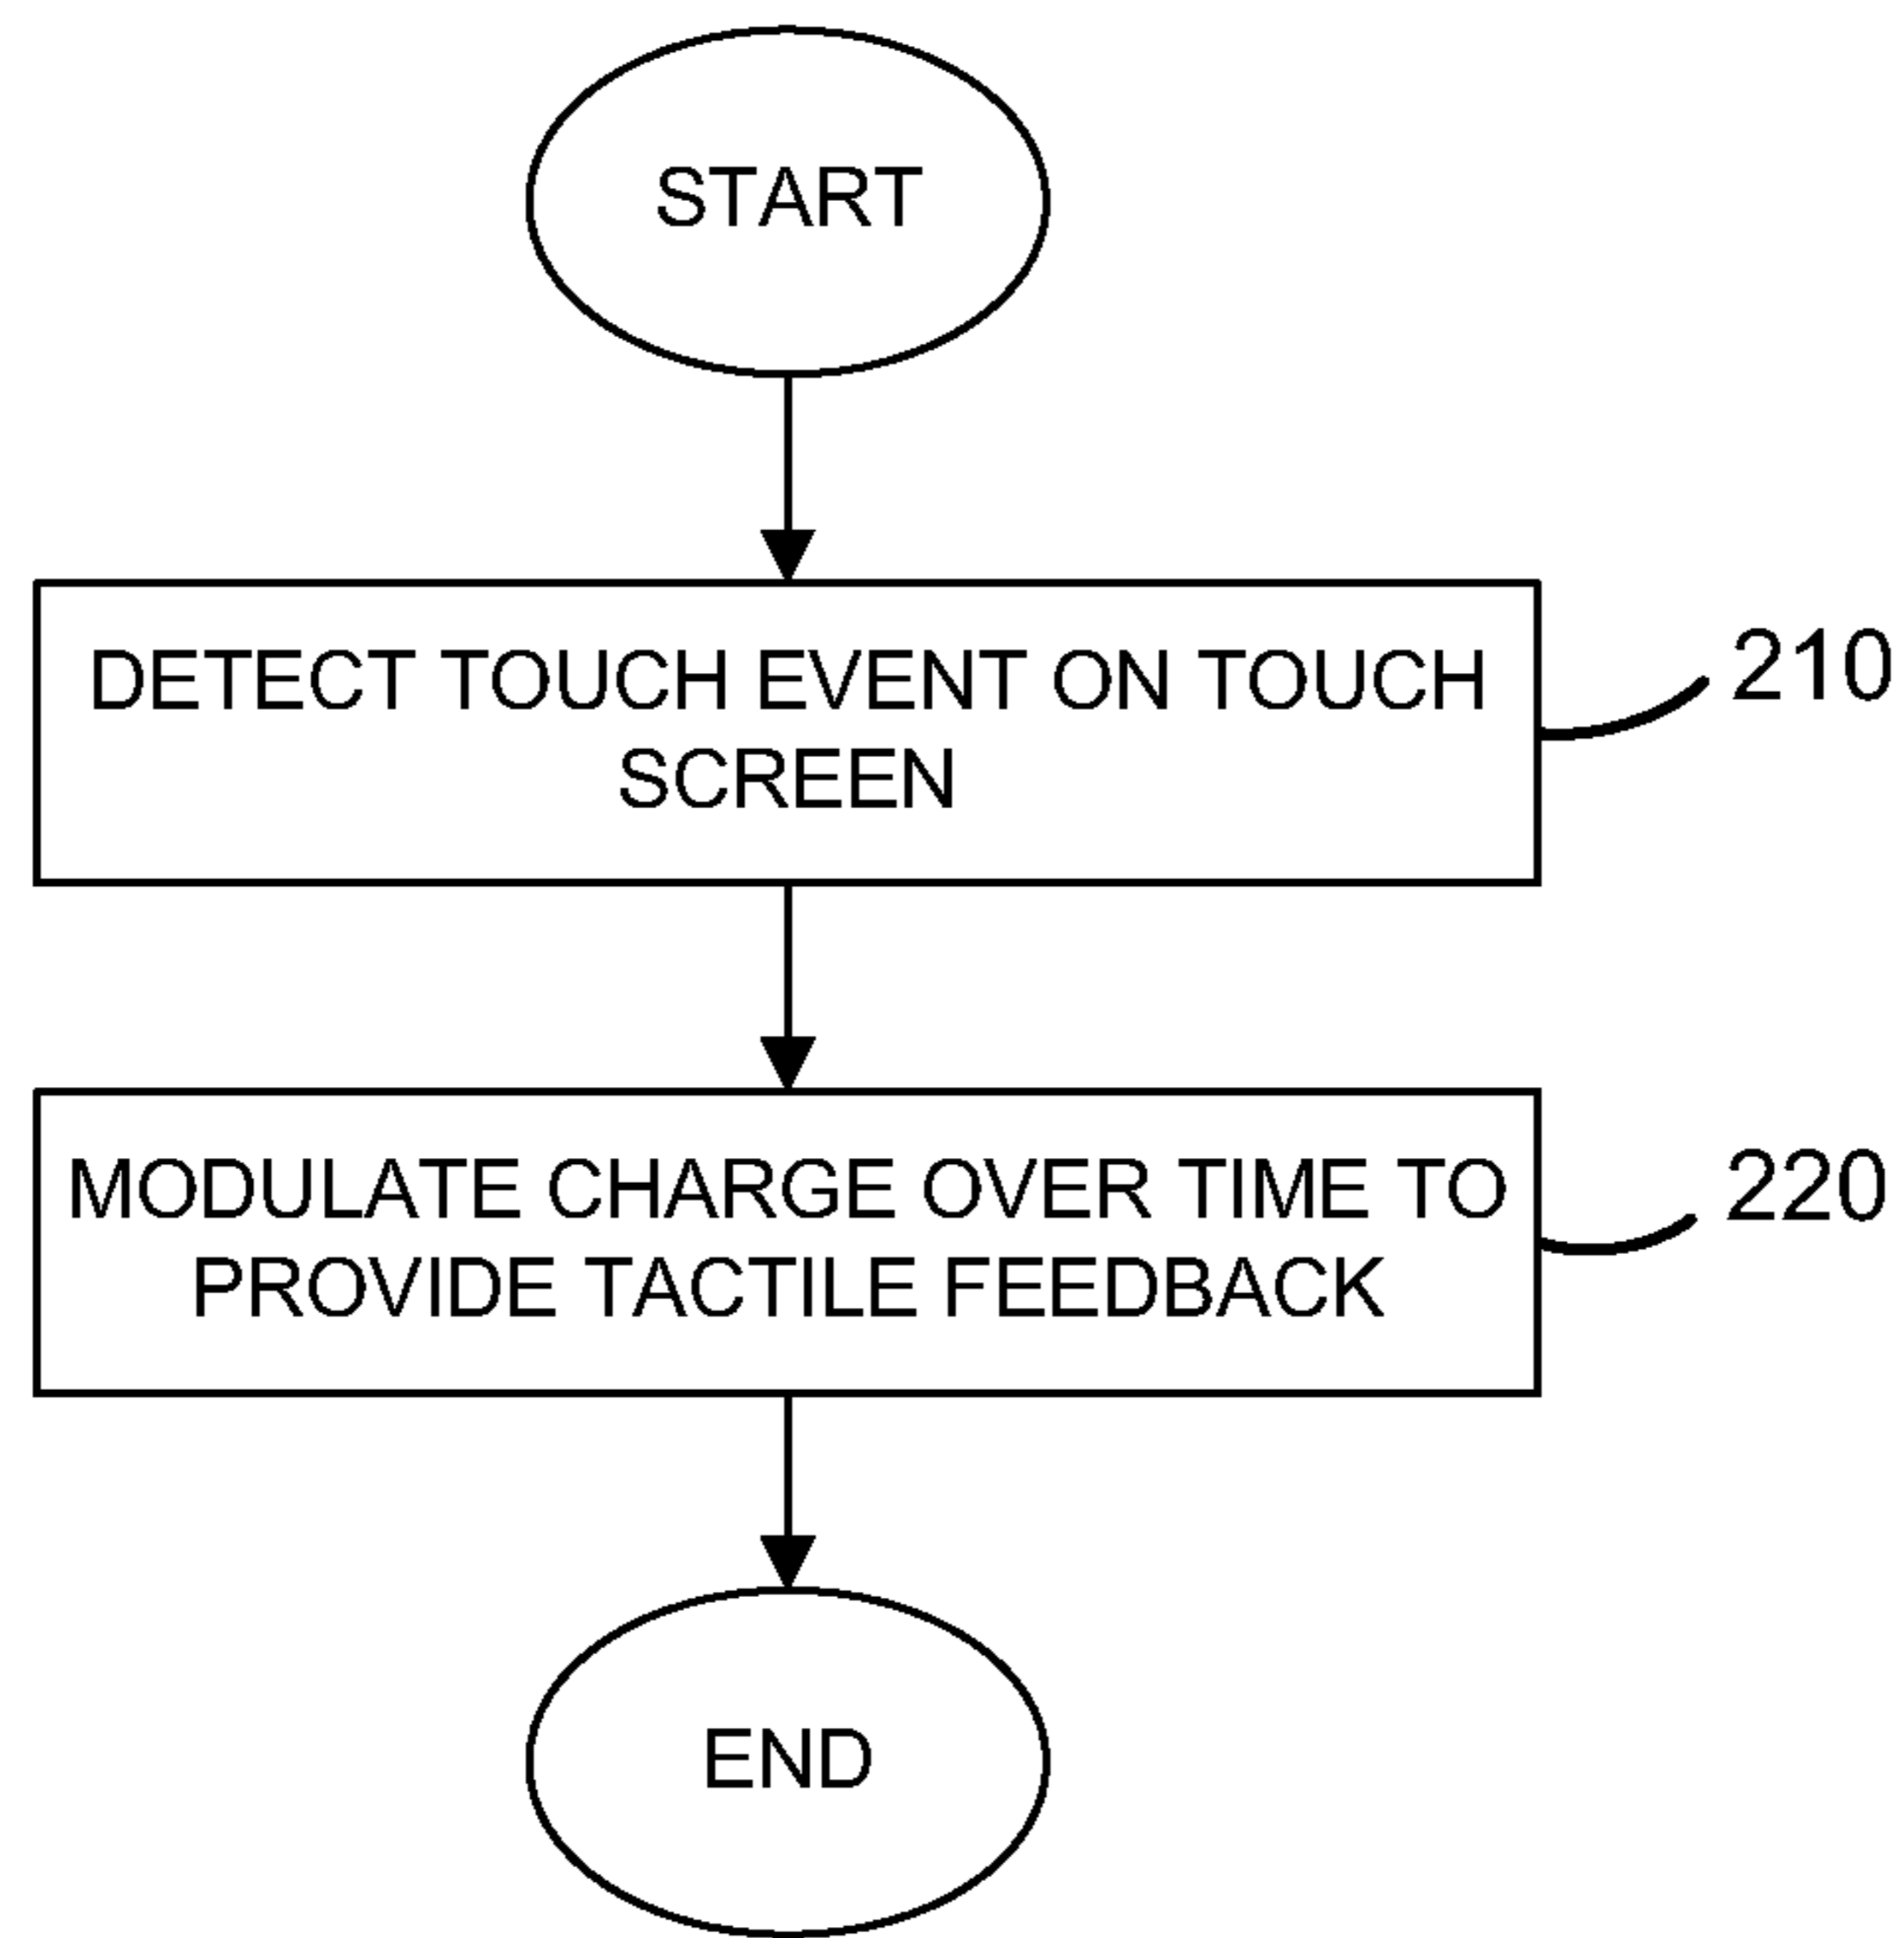 START
DETECT TOUCH EVENT ON TOUCH
SCREEN
210
MODULATE CHARGE OVER TIME TO
PROVIDE TACTILE FEEDBACK
220
END